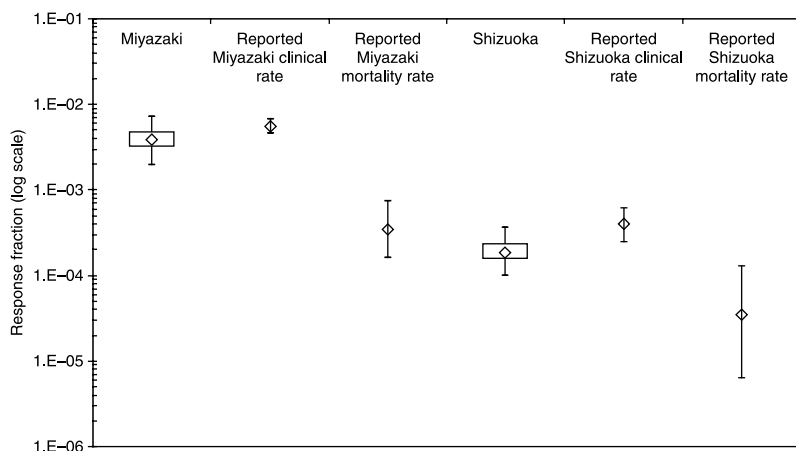 1.E–01
Miyazaki
Reported
Miyazaki clinical
rate
Reported
Miyazaki
mortality rate
Shizuoka
Reported
Shizuoka clinical
rate
Reported
Shizuoka
mortality rate
1.E–02
1.E–03
1.E–04
1.E–05
1.E–06
Response fraction (log scale)